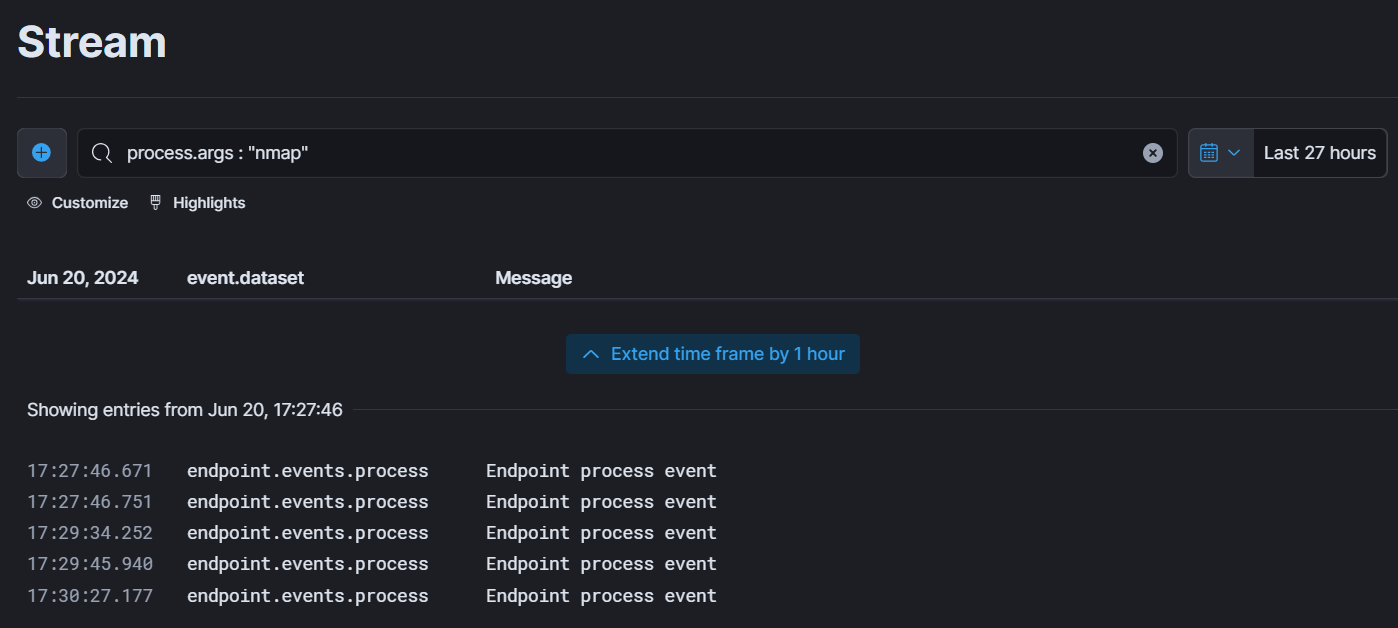 Stream
process.args : "nmap"
Last 27 hours
Customize Highlights
Jun 20, 2024 event.dataset Message
Extend time frame by 1 hour
Showing entries from Jun 20, 17:27:46
17:27:46.671 endpoint.events.process Endpoint process event
17:27:46.751 endpoint.events.process Endpoint process event
17:29:34.252 endpoint.events.process Endpoint process event
17:29:45.940 endpoint.events.process Endpoint process event
17:30:27.177 endpoint.events.process Endpoint process event